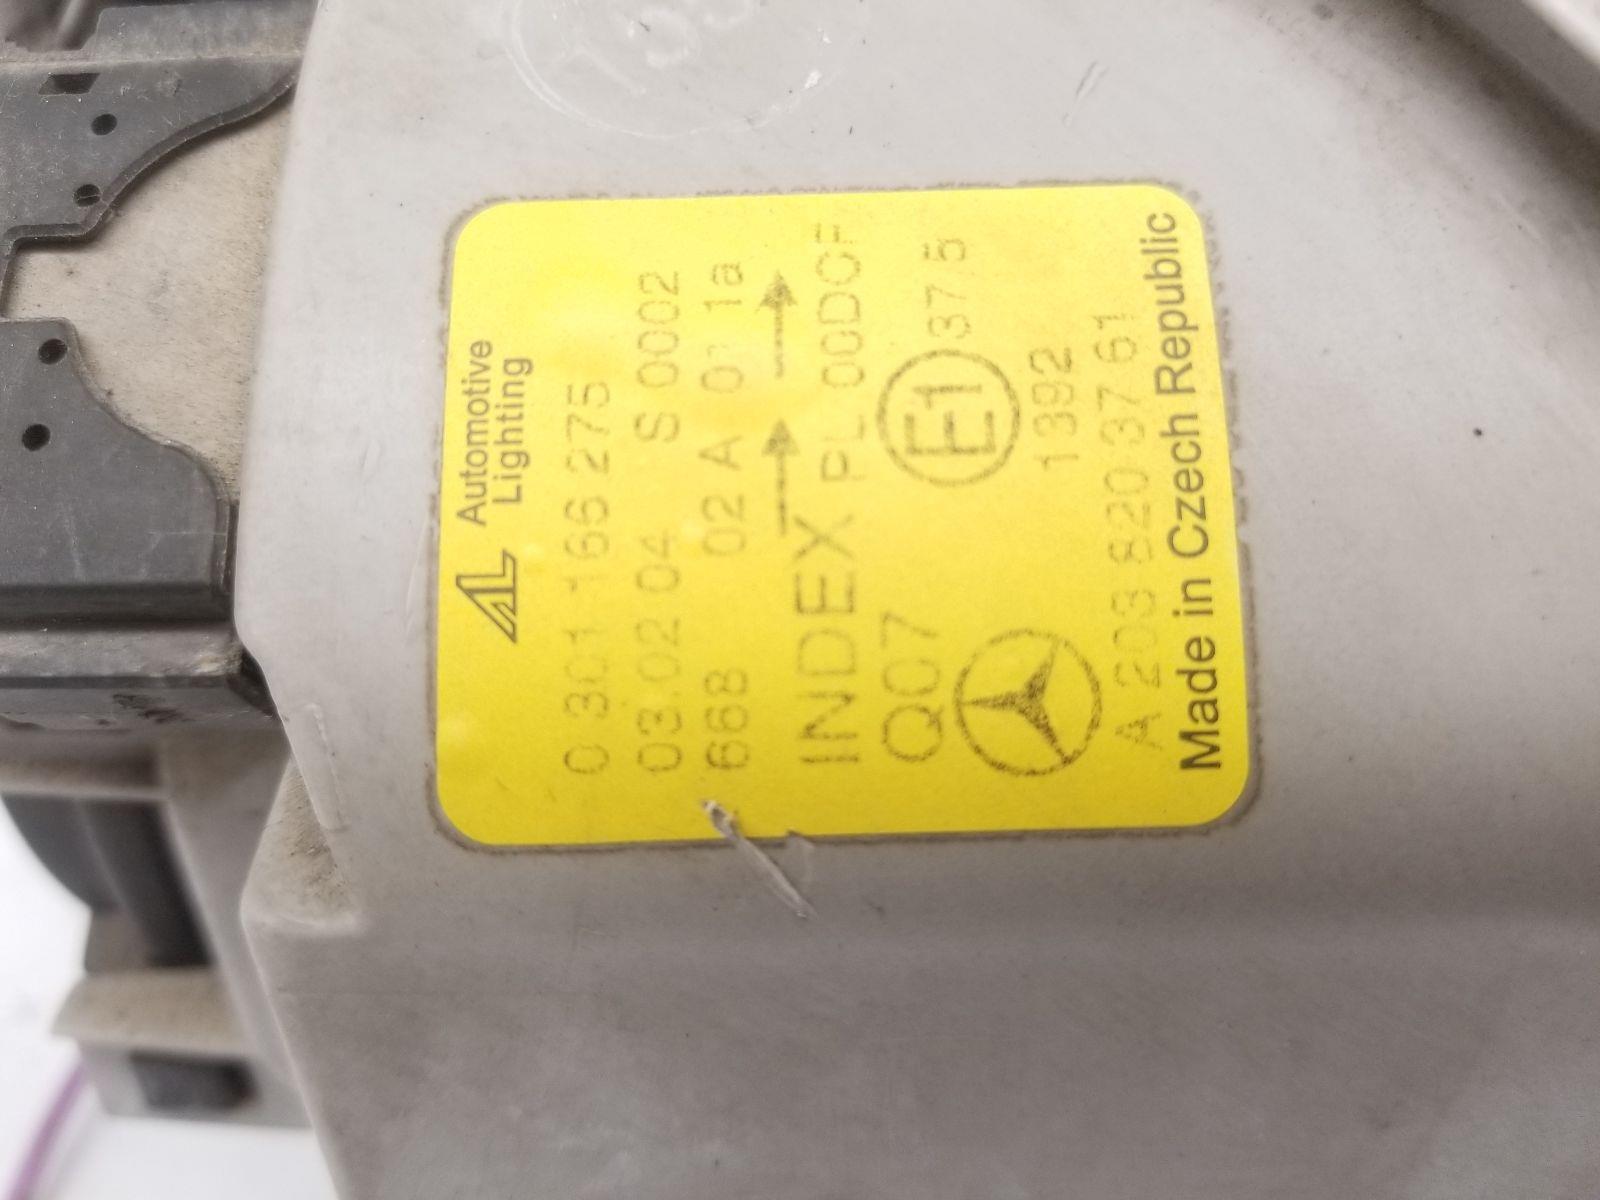 Automotive
Lighting
0 301 166 275
03.02 04 S 0002
668 02 A 01 1a
INDEX PL 00DCF
Q07 E1 37 5
1392
A 203 820 37 61
Made in Czech Republic